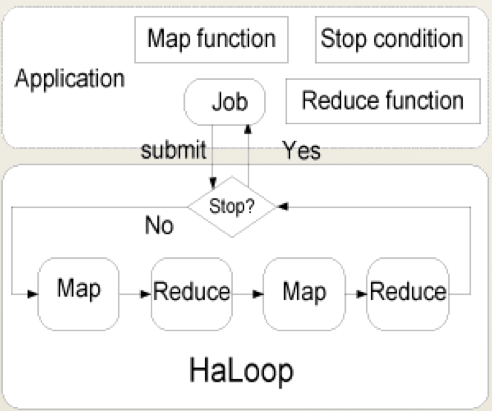 Map function
Stop condition
Application
Job
Reduce function
submit
Yes
Stop?
No
Map
Reduce
Map
Reduce
HaLoop